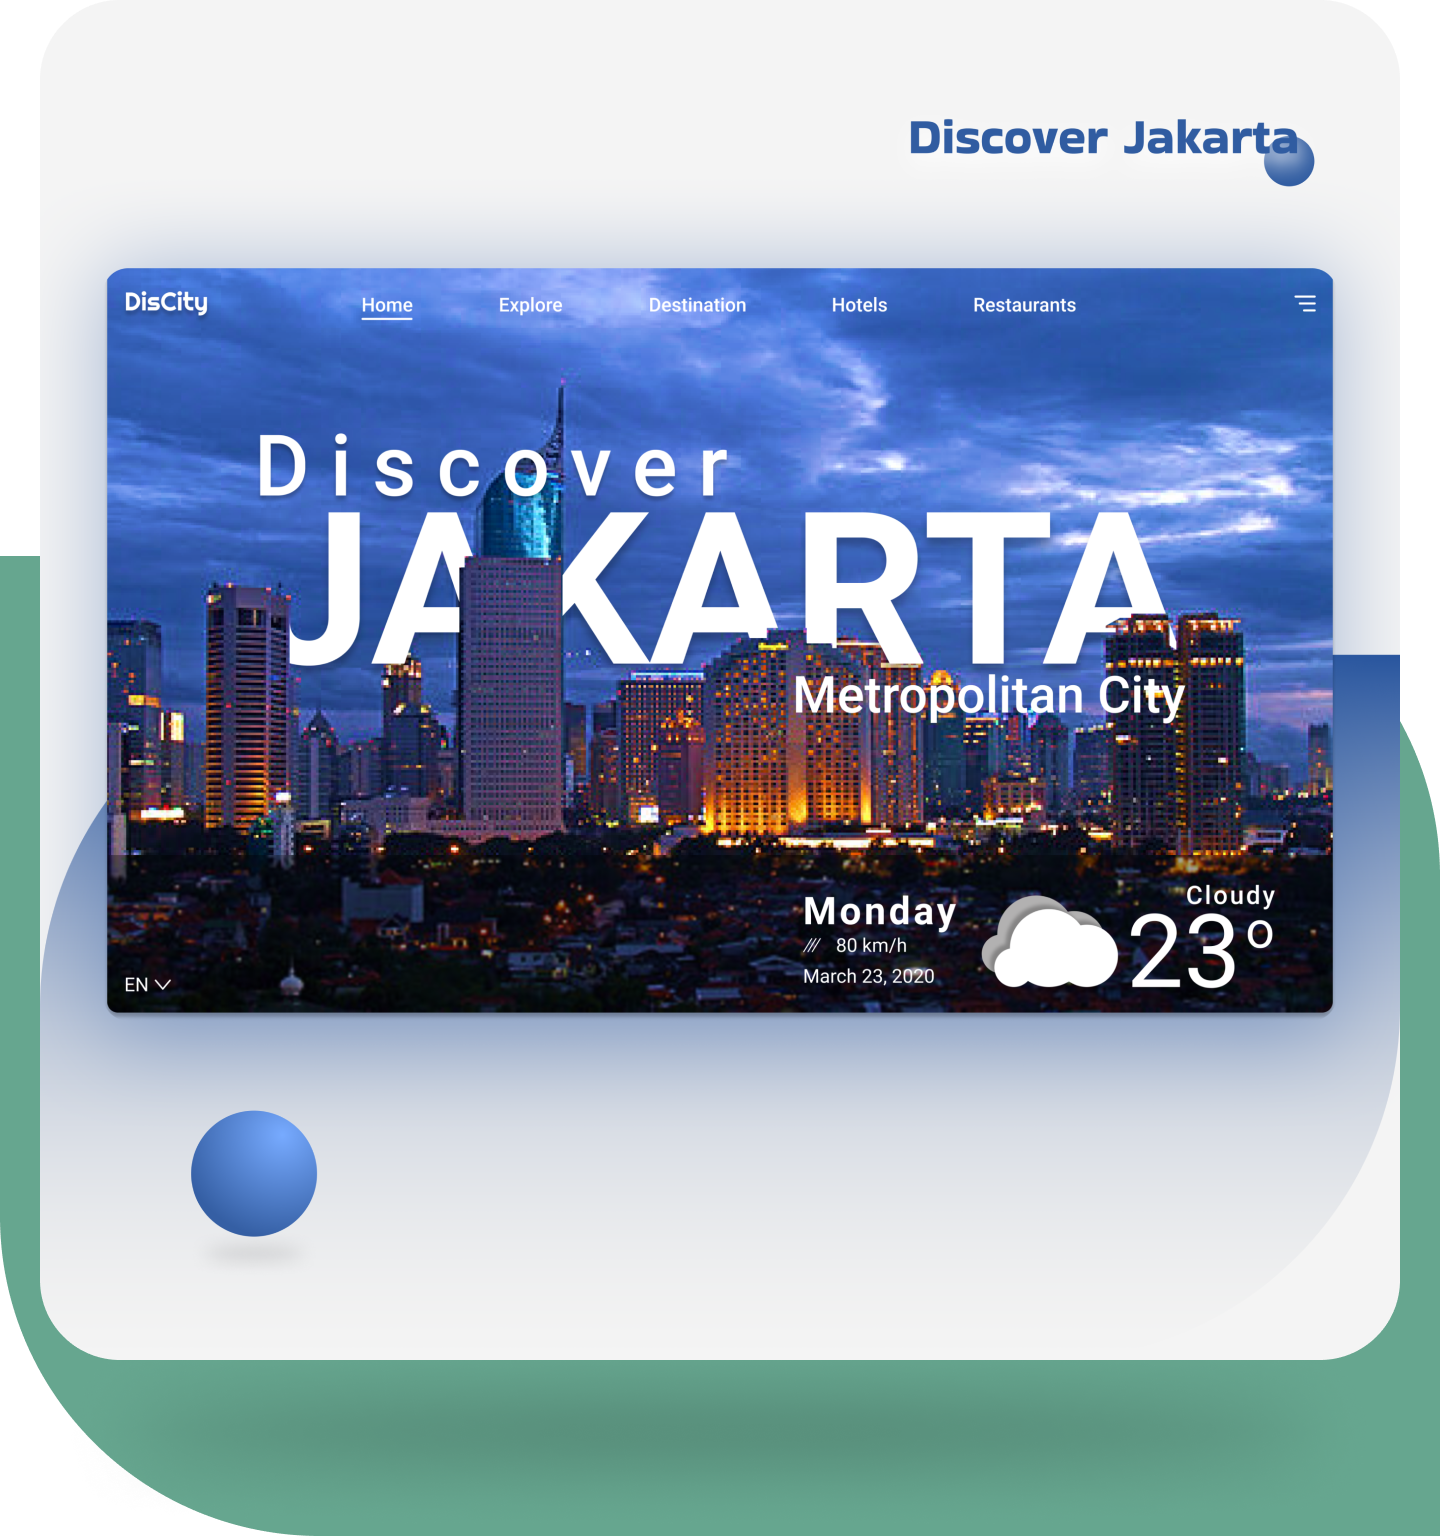 Discover Jakarta
DisCity
Home Explore Destination Hotels Restaurants
Discover
JAKARTA
Metropolitan City
Monday
/// 80 km/h
March 23, 2020
Cloudy
23°
EN